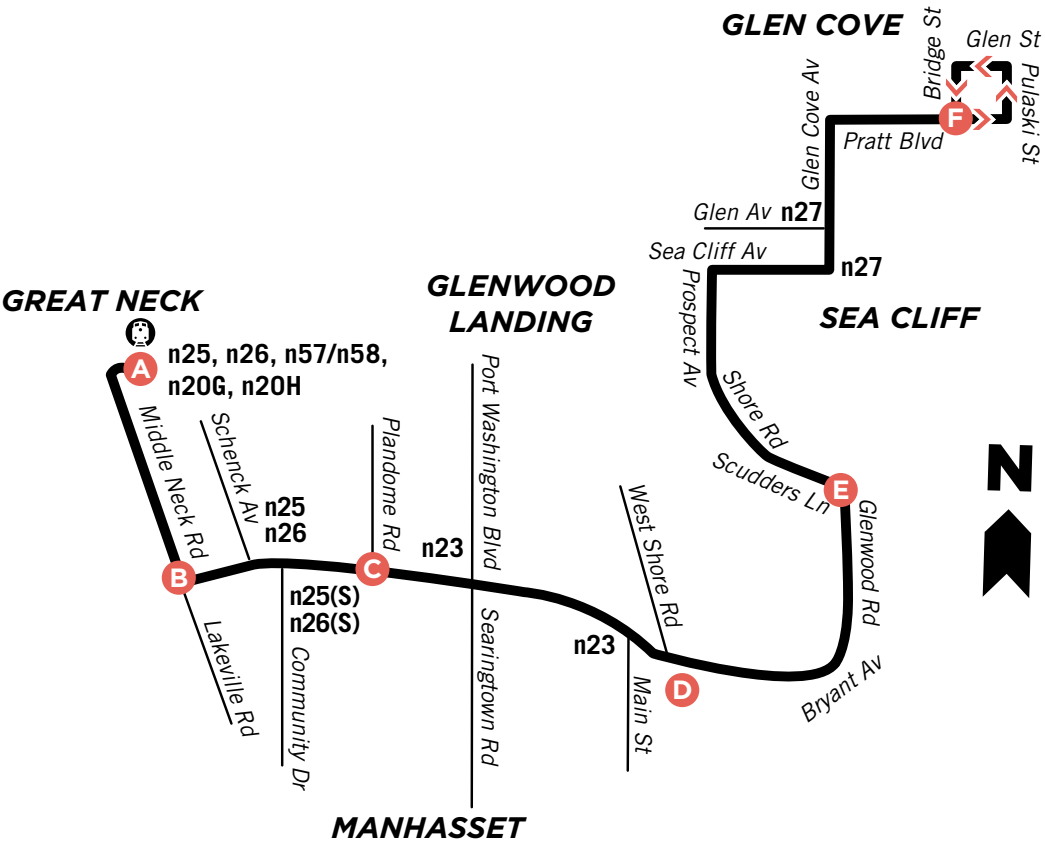 GLEN COVE
Bridge St
Glen St
Pulaski St
F
Pratt Blvd
Glen Cove Av
Glen Av n27
Sea Cliff Av
n27
SEA CLIFF
Prospect Av
GREAT NECK
GLENWOOD
LANDING
A
n25, n26, n57/n58,
n20G, n20H
Middle Neck Rd
Schenck Av
n25
n26
Plandome Rd
Port Washington Blvd
n23
Shore Rd
Scudders Ln
E
Glenwood Rd
N
West Shore Rd
B
C
n25(S)
n26(S)
Lakeville Rd
Community Dr
Searingtown Rd
n23
Main St
D
Bryant Av
MANHASSET